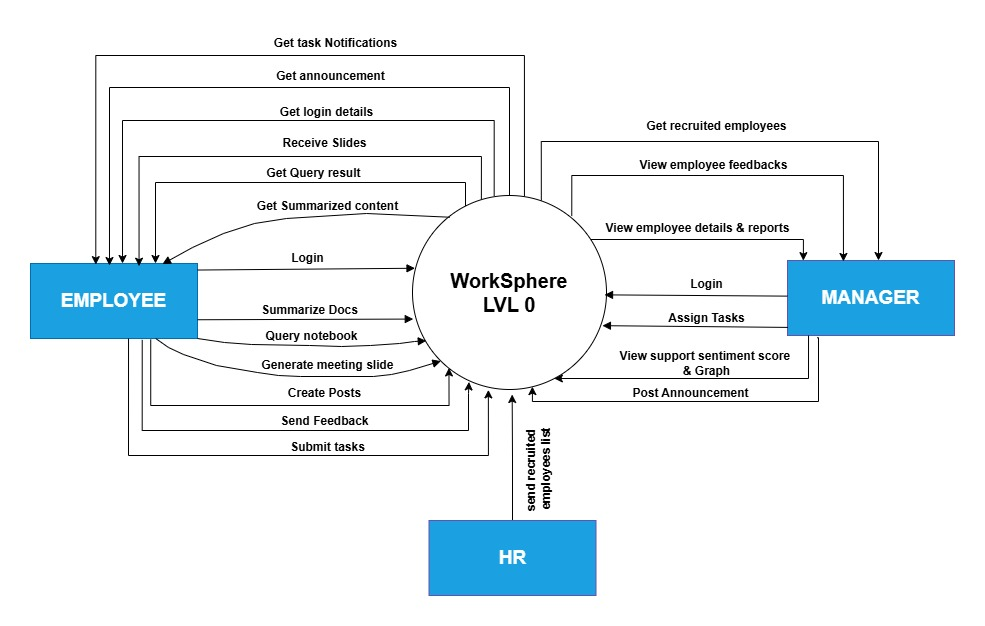 Get task Notifications
Get announcement
Get login details
Receive Slides
Get Query result
Get Summarized content
Login
Summarize Docs
Query notebook
Generate meeting slide
Create Posts
Send Feedback
Submit tasks
EMPLOYEE
WorkSphere
LVL 0
Get recruited employees
View employee feedbacks
View employee details & reports
Login
Assign Tasks
View support sentiment score
& Graph
Post Announcement
MANAGER
send recruited
employees list
HR